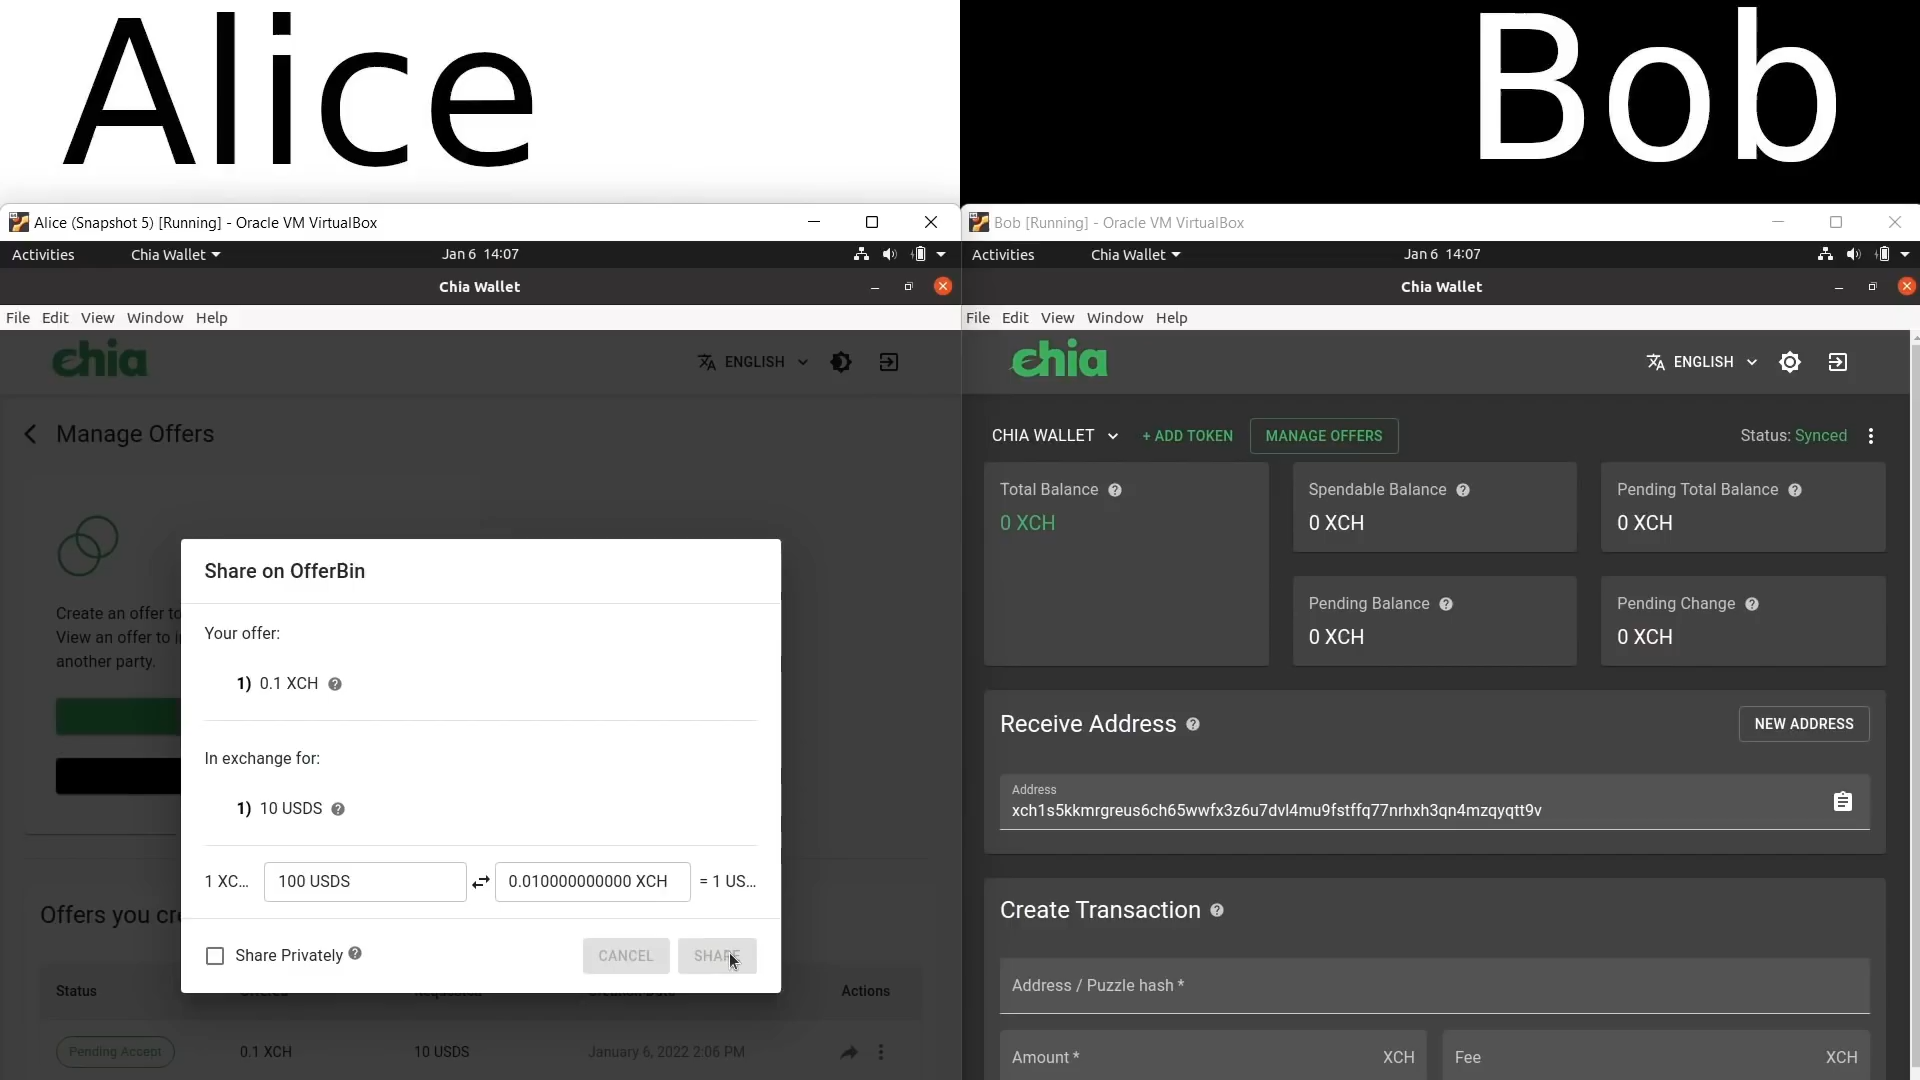 Alice
Bob
Alice (Snapshot 5) [Running] - Oracle VM VirtualBox
Activities
Chia Wallet
Jan 6 14:07
Chia Wallet
File Edit View Window Help
chia
ENGLISH
Manage Offers
Create an offer to
View an offer to
another party.
Share on OfferBin
Your offer:
1) 0.1 XCH
In exchange for:
1) 10 USDS
1 XC... 100 USDS 0.010000000000 XCH = 1 US...
Share Privately
CANCEL
SHARE
Offers you cr
Status
Actions
Pending Accept 0.1 XCH 10 USDS January 6, 2022 2:06 PM
Bob [Running] - Oracle VM VirtualBox
Activities
Chia Wallet
Jan 6 14:07
Chia Wallet
File Edit View Window Help
chia
ENGLISH
CHIA WALLET
+ ADD TOKEN
MANAGE OFFERS
Status: Synced
Total Balance
0 XCH
Spendable Balance
0 XCH
Pending Total Balance
0 XCH
Pending Balance
0 XCH
Pending Change
0 XCH
Receive Address
NEW ADDRESS
Address
xch1s5kkmrgreus6ch65wwfx3z6u7dvl4mu9fstffq77nrhxh3qn4mzqyqtt9v
Create Transaction
Address / Puzzle hash *
Amount * XCH
Fee XCH